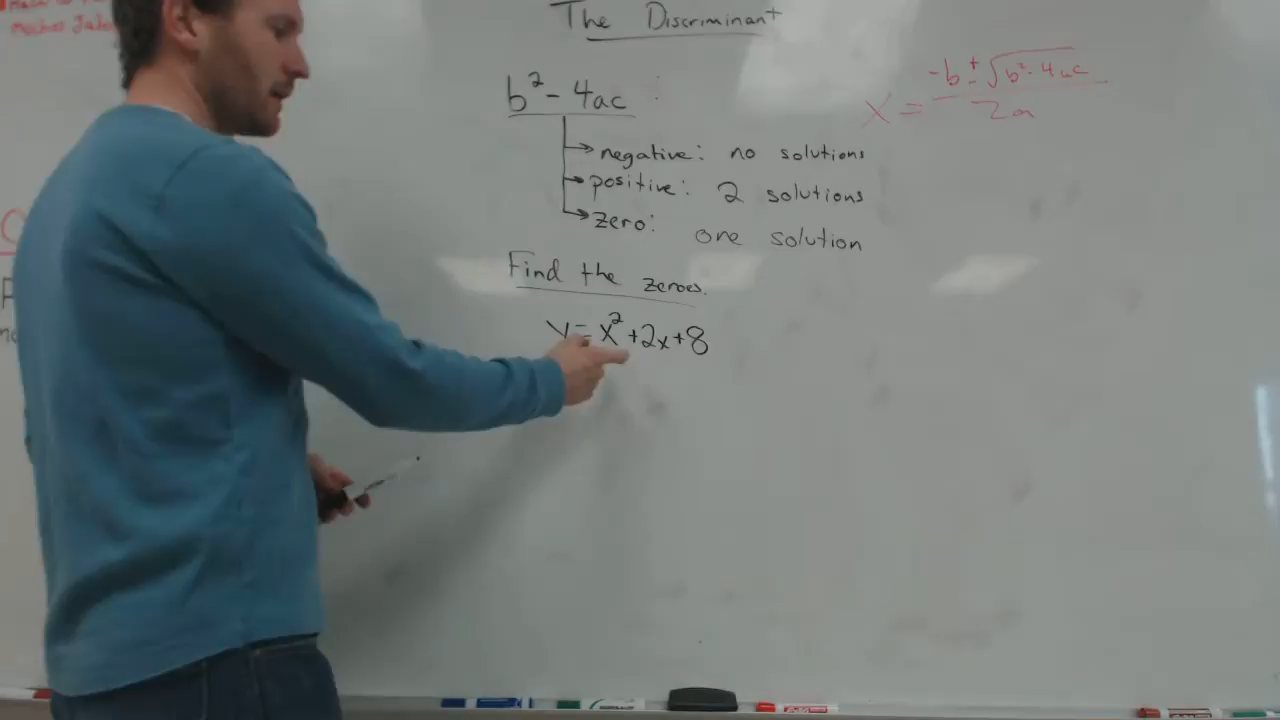 The Discriminant
b² - 4ac :
negative: no solutions
positive: 2 solutions
zero: one solution
x = -b ± √b² - 4ac / 2a
Find the zeroes.
y = x² + 2x + 8